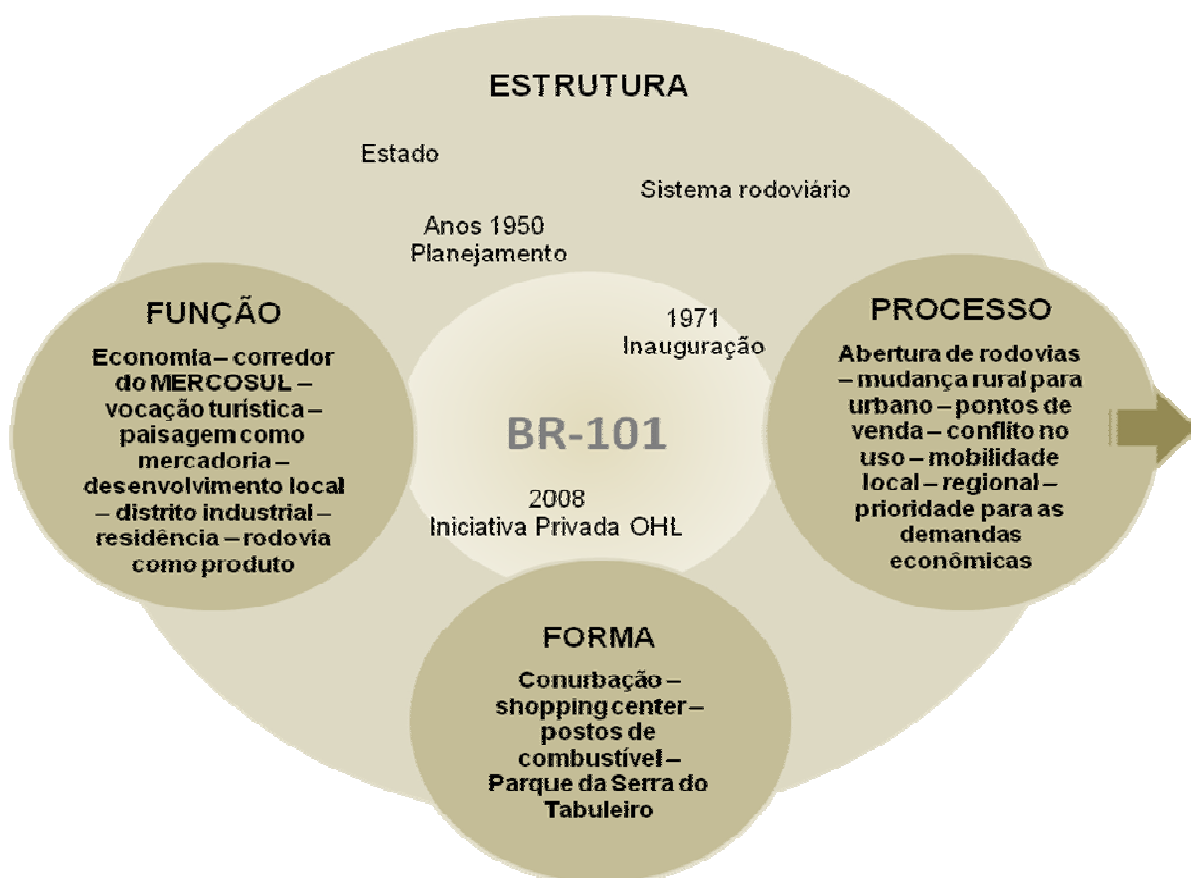 ESTRUTURA
Estado
Sistema rodoviário
Anos 1950
Planejamento
FUNÇÃO
Economia – corredor
do MERCOSUL –
vocação turística –
paisagem como
mercadoria –
desenvolvimento local
– distrito industrial –
residência – rodovia
como produto
1971
Inauguração
BR-101
2008
Iniciativa Privada OHL
PROCESSO
Abertura de rodovias
– mudança rural para
urbano – pontos de
venda – conflito no
uso – mobilidade
local – regional –
prioridade para as
demandas
econômicas
FORMA
Conurbação –
shopping center –
postos de
combustível –
Parque da Serra do
Tabuleiro